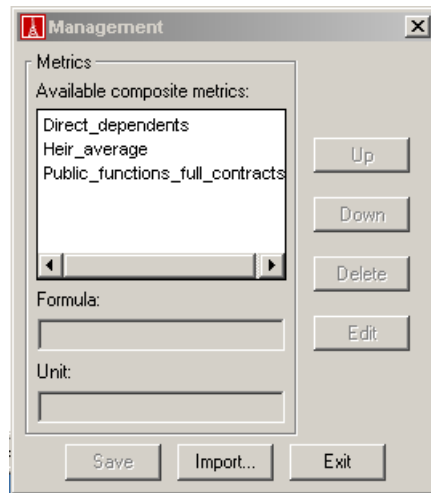 Management
Metrics
Available composite metrics:
Direct_dependents
Heir_average
Public_functions_full_contracts
Up
Down
Delete
Edit
Formula:
Unit:
Save
Import...
Exit